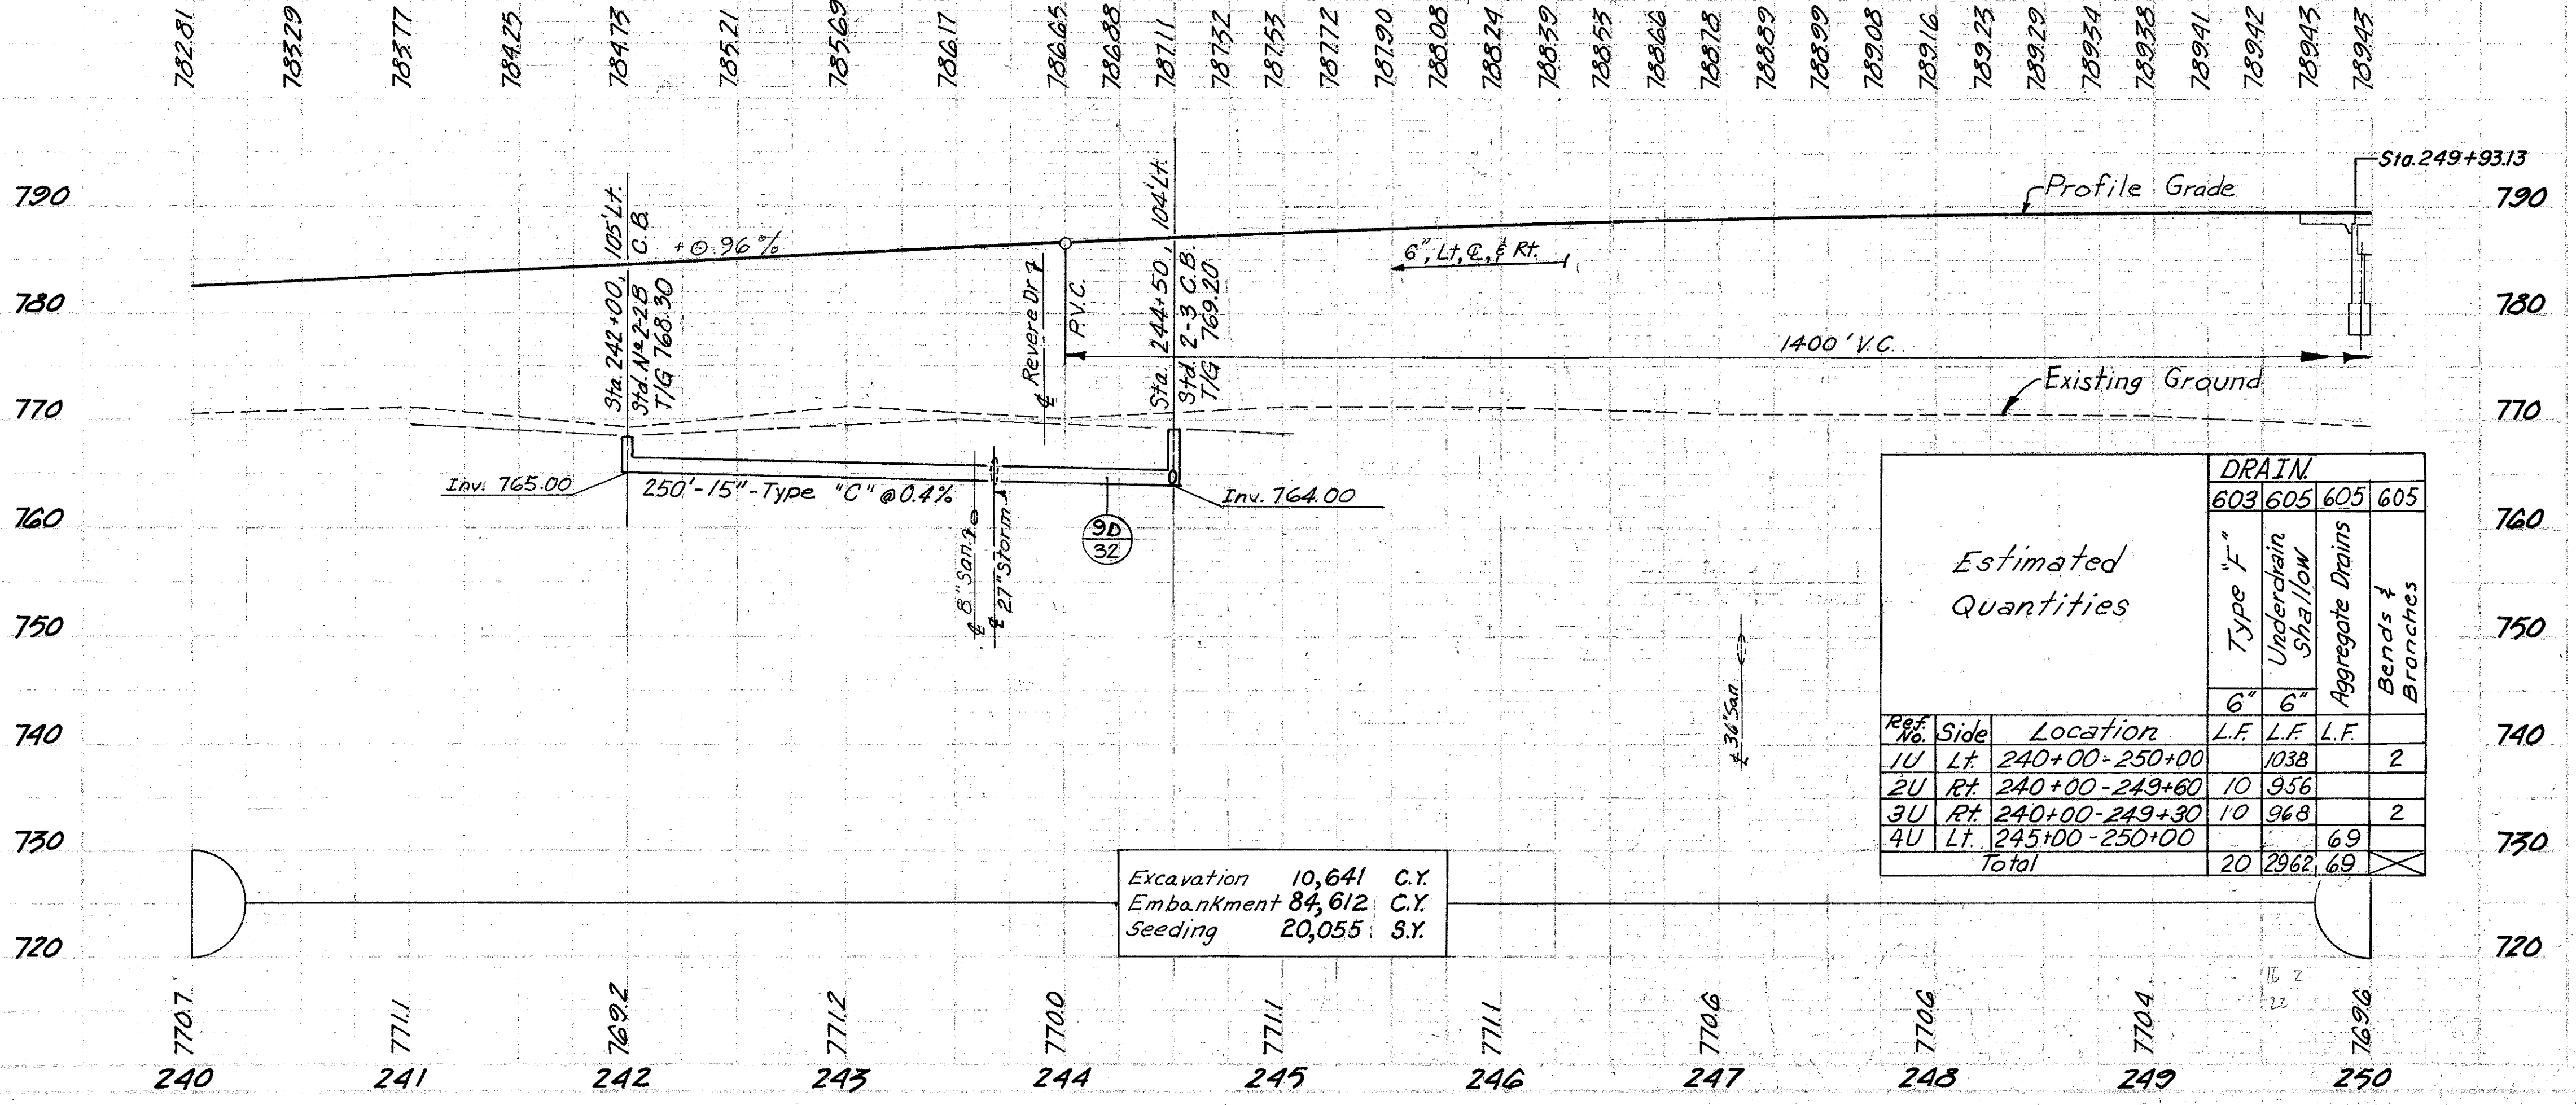 782.81 783.29 783.77 784.25 784.73 785.21 785.69 786.17 786.65 786.88 787.11 787.32 787.53 787.72 787.90 788.08 788.24 788.39 788.53 788.66 788.78 788.89 788.99 789.08 789.16 789.23 789.29 789.34 789.38 789.41 789.42 789.43 789.43
Sta. 249+93.13
790
Profile Grade
790
Sta. 242+00, 105' Lt.
Std. Nº 2-2B C.B.
T/G 768.30
+0.96%
Revere Dr
P.V.C.
Sta. 244+50, 104' Lt.
Std. 2-3 C.B.
T/G 769.20
6", Lt, ℄, & Rt.
780
780
1400' V.C.
Existing Ground
770
770
Inv. 765.00
250'-15"-Type "C" @ 0.4%
Inv. 764.00
760
760
℄ 8" San.
℄ 27" Storm
9D
32
750
750
℄ 36" San
740
740
730
730
720
720
Estimated
Quantities
DRAIN.
603 605 605 605
Type "F"
Underdrain
Shallow
Aggregate Drains
Bends &
Branches
6" 6"
Ref. No. Side Location L.F. L.F. L.F.
1U Lt. 240+00-250+00 1038 2
2U Rt. 240+00-249+60 10 956
3U Rt. 240+00-249+30 10 968 2
4U Lt. 245+00-250+00 69
Total 20 2962 69
Excavation 10,641 C.Y.
Embankment 84,612 C.Y.
Seeding 20,055 S.Y.
16 2
22
770.7 771.1 769.2 771.2 770.0 771.1 771.1 770.6 770.6 770.4 769.6
240 241 242 243 244 245 246 247 248 249 250